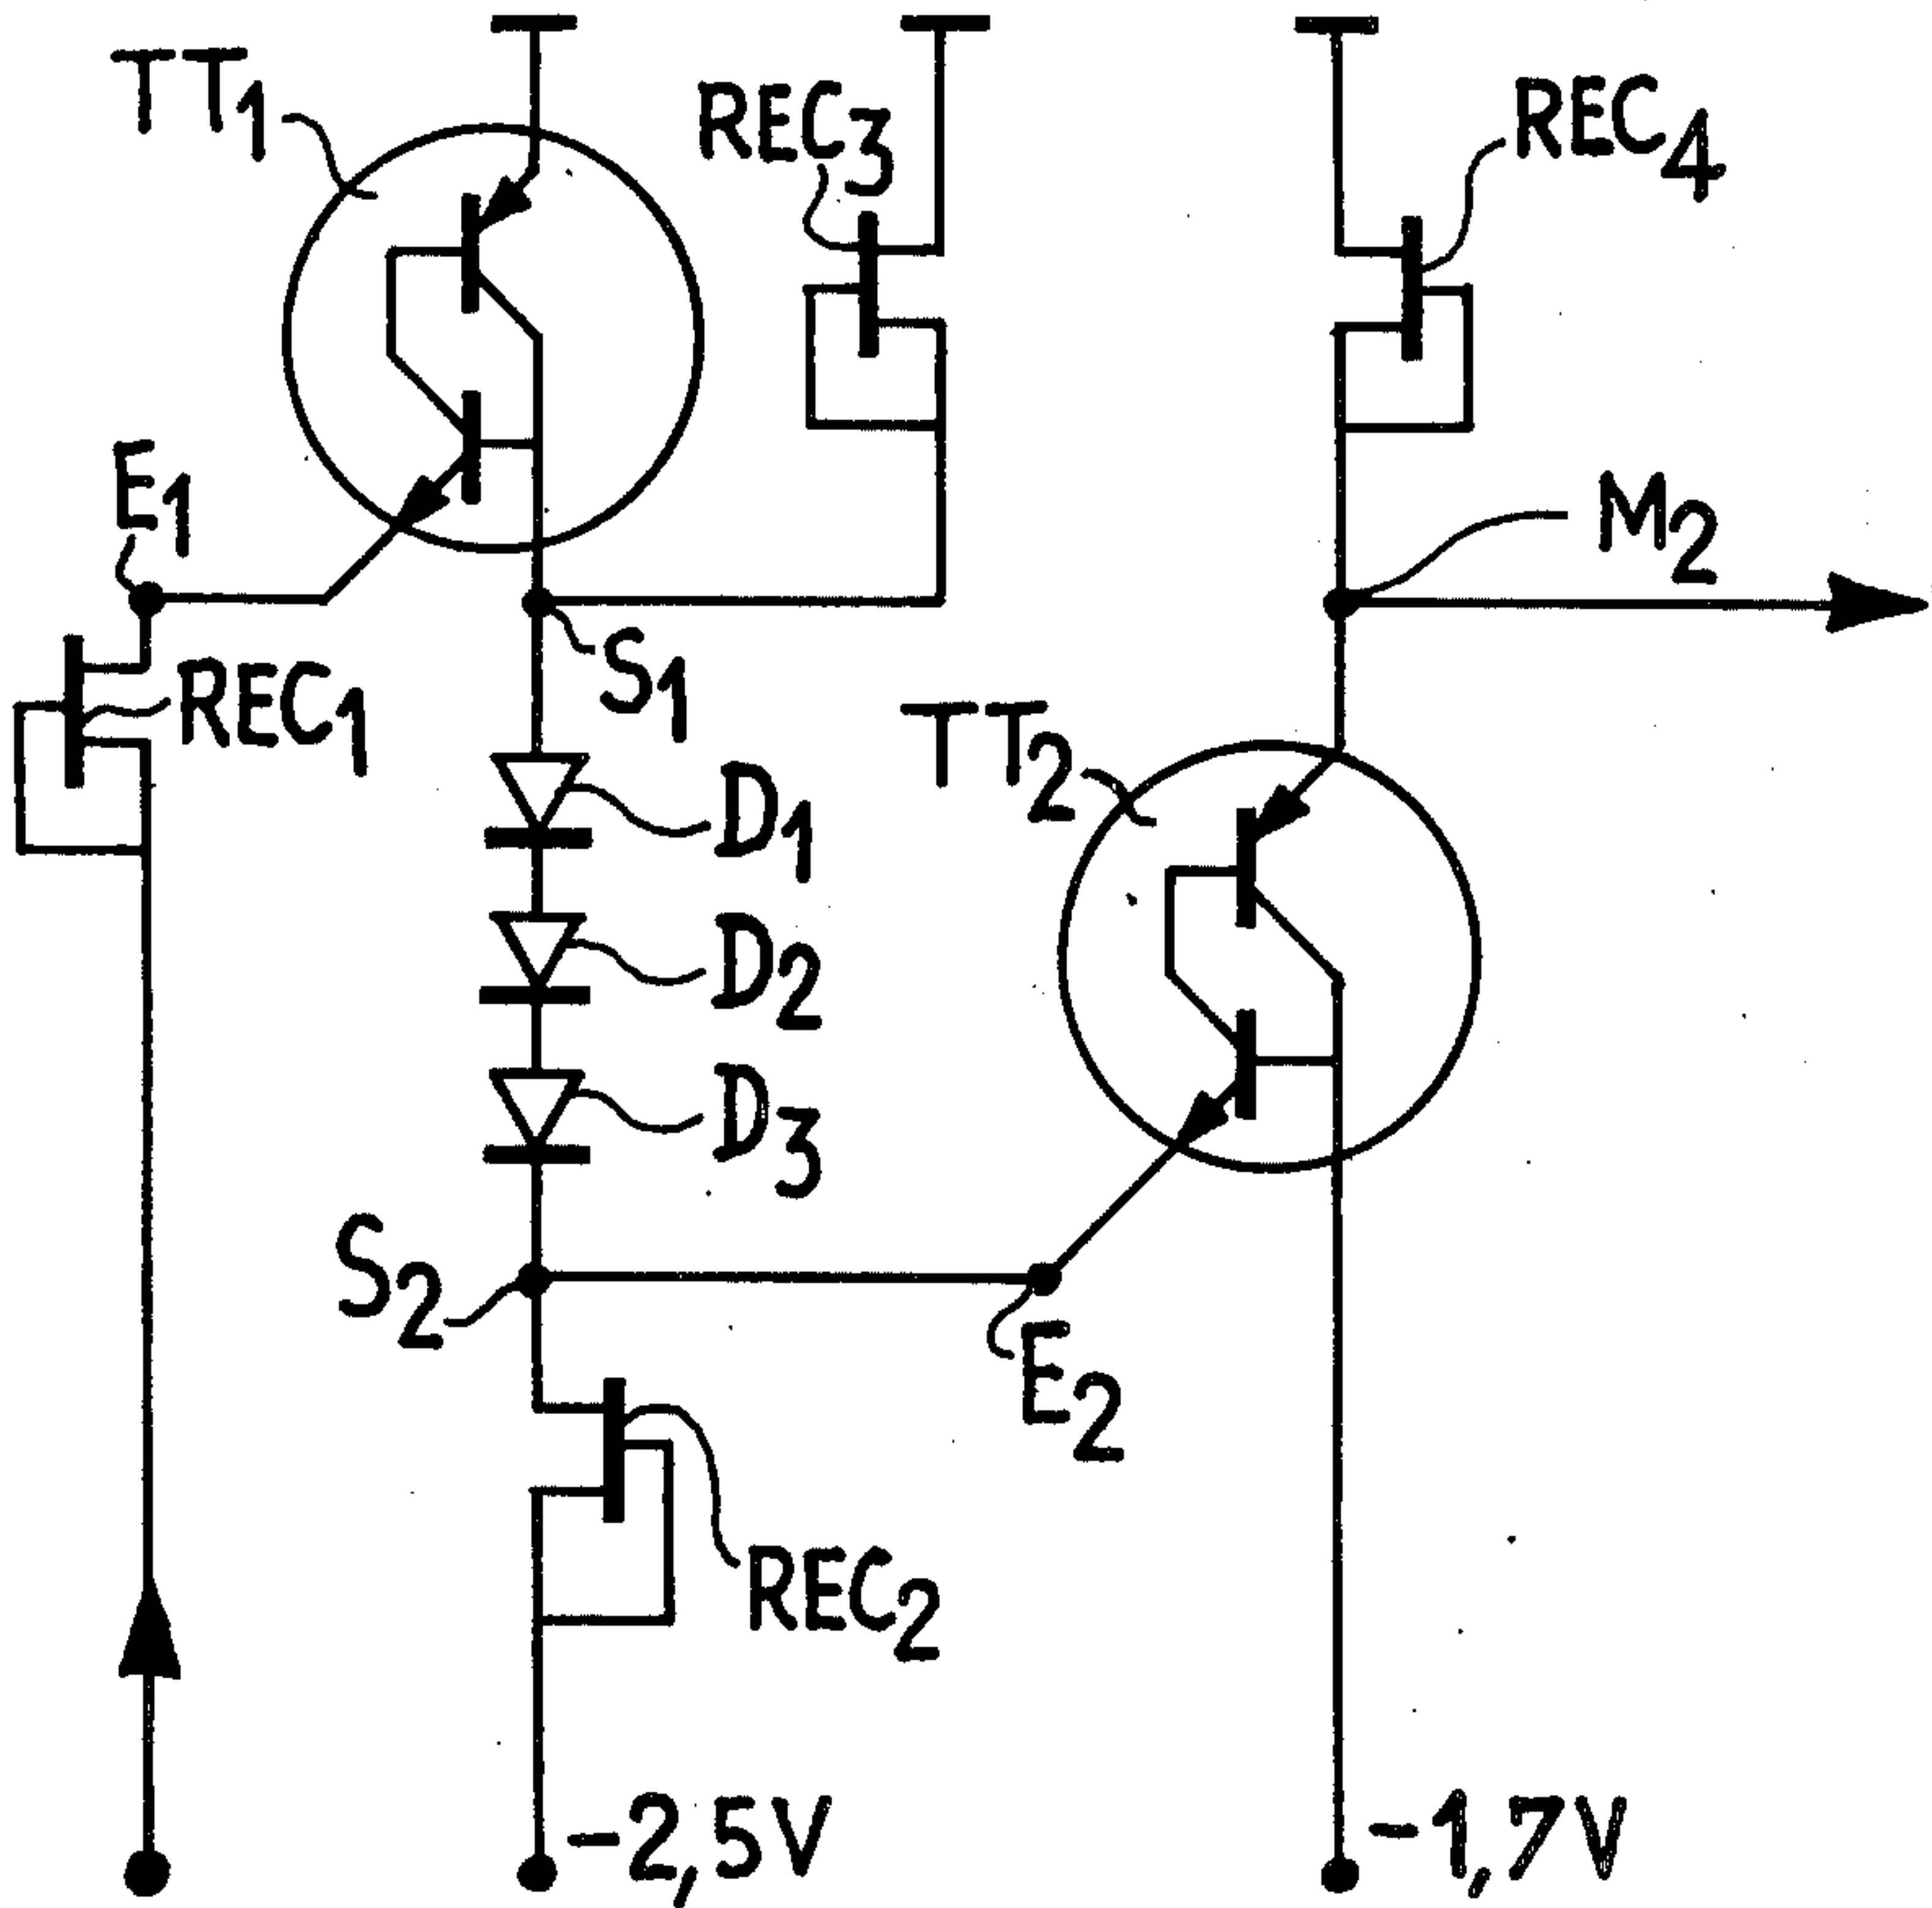 TT1
REC3
REC4
E1
M2
S1
REC1
TT2
D1
D2
D3
S2
E2
REC2
-2,5V
-1,7V